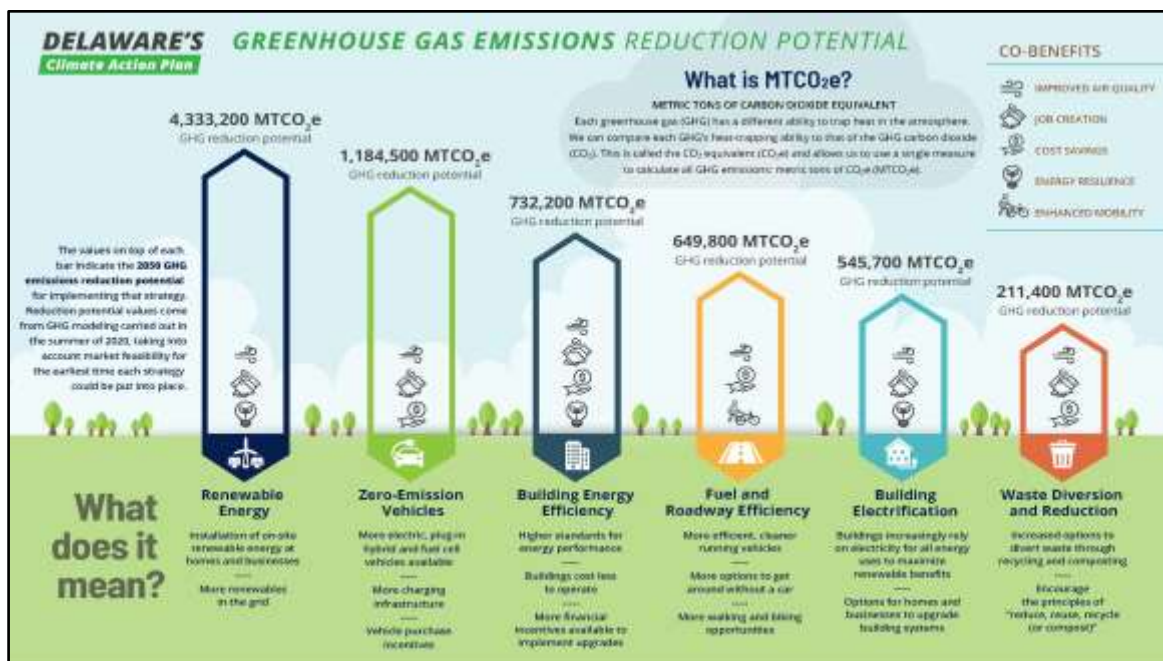 DELAWARE'S
Climate Action Plan
GREENHOUSE GAS EMISSIONS REDUCTION POTENTIAL
What is MTCO₂e?
METRIC TONS OF CARBON DIOXIDE EQUIVALENT
Each greenhouse gas (GHG) has a different ability to trap heat in the atmosphere.
We can compare each GHG's heat-trapping ability to that of the GHG carbon dioxide
(CO₂). This is called the CO₂ equivalent (CO₂e) and allows us to use a single measure
to calculate all GHG emissions: metric tons of CO₂e (MTCO₂e).
CO-BENEFITS
IMPROVED AIR QUALITY
JOB CREATION
COST SAVINGS
ENERGY RESILIENCE
ENHANCED MOBILITY
4,333,200 MTCO₂e
GHG reduction potential
1,184,500 MTCO₂e
GHG reduction potential
732,200 MTCO₂e
GHG reduction potential
649,800 MTCO₂e
GHG reduction potential
545,700 MTCO₂e
GHG reduction potential
211,400 MTCO₂e
GHG reduction potential
The values on top of each
bar indicate the 2050 GHG
emissions reduction potential
for implementing that strategy.
Reduction potential values come
from GHG modeling carried out in
the summer of 2020, taking into
account market feasibility for
the earliest time each strategy
could be put into place.
What
does it
mean?
Renewable
Energy
Installation of on-site
renewable energy at
homes and businesses
More renewables
in the grid
Zero-Emission
Vehicles
More electric, plug-in
hybrid and fuel cell
vehicles available
More charging
infrastructure
Vehicle purchase
incentives
Building Energy
Efficiency
Higher standards for
energy performance
Buildings cost less
to operate
More financial
incentives available to
implement upgrades
Fuel and
Roadway Efficiency
More efficient, cleaner
running vehicles
More options to get
around without a car
More walking and biking
opportunities
Building
Electrification
Buildings increasingly rely
on electricity for all energy
uses to maximize
renewable benefits
Options for homes and
businesses to upgrade
building systems
Waste Diversion
and Reduction
Increased options to
divert waste through
recycling and composting
Encourage
the principles of
"reduce, reuse, recycle
(or compost)"